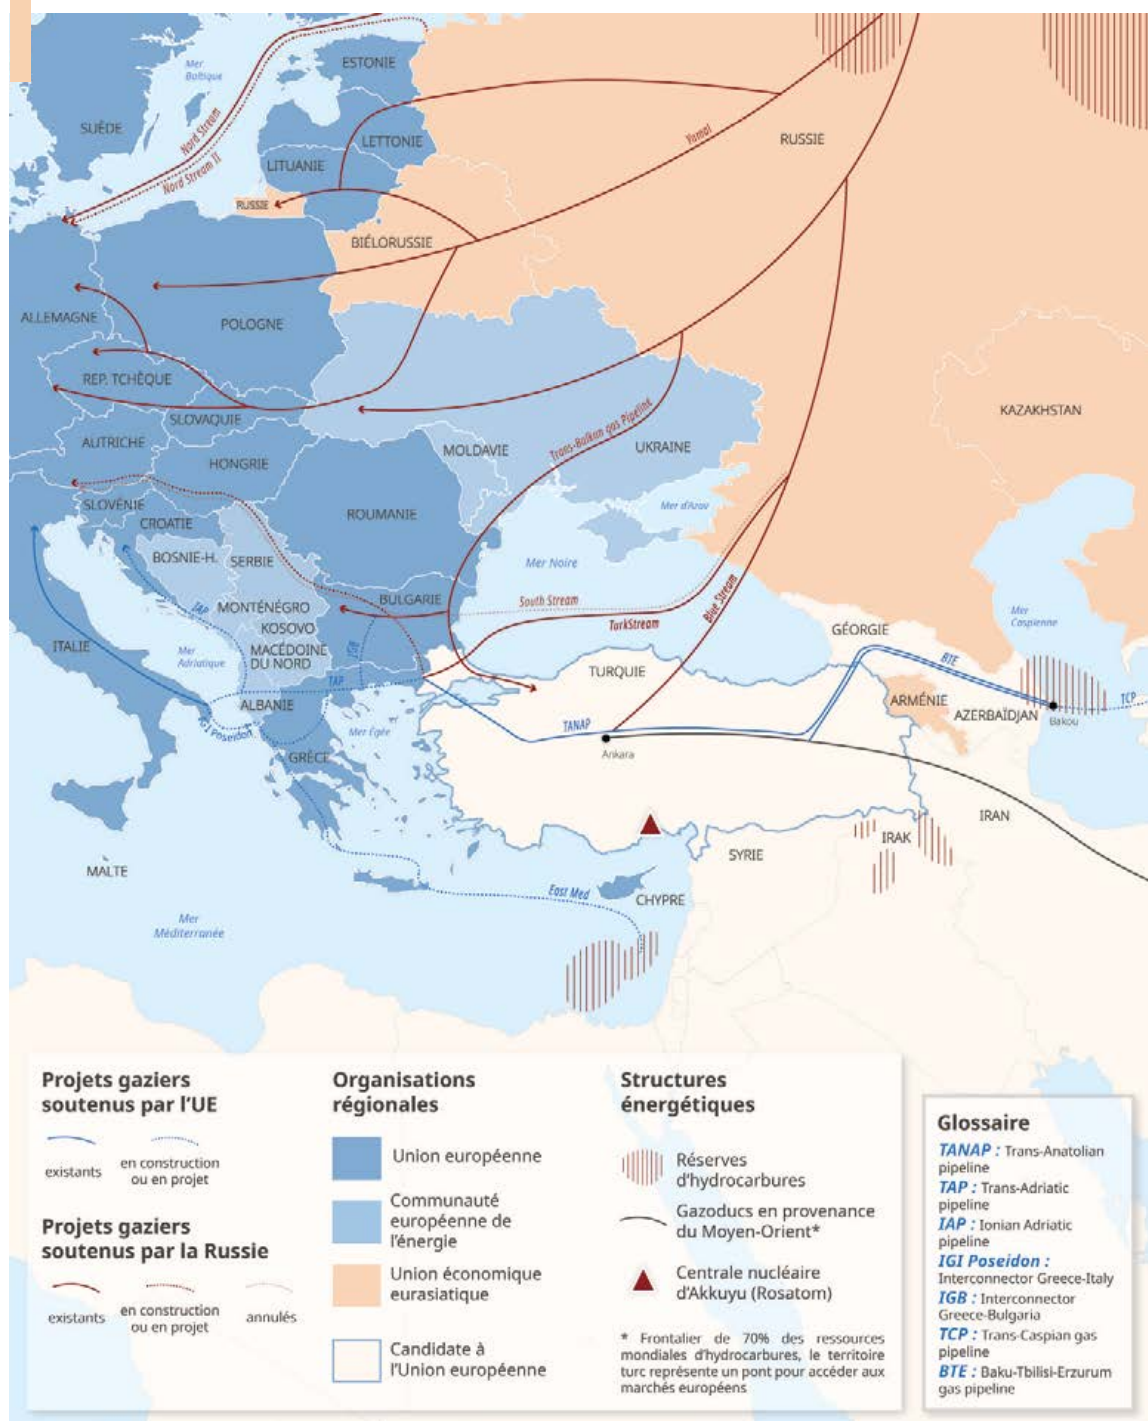 ESTONIE
Mer
Baltique
SUÈDE
Nord Stream
Nord Stream II
LETTONIE
Yamal
RUSSIE
LITUANIE
RUSSIE
BIÉLORUSSIE
ALLEMAGNE
POLOGNE
REP. TCHÈQUE
SLOVAQUIE
KAZAKHSTAN
AUTRICHE
Trans-Balkan gas Pipeline
MOLDAVIE
UKRAINE
HONGRIE
SLOVÉNIE
Mer d'Azov
CROATIE
ROUMANIE
BOSNIE-H.
SERBIE
Mer Noire
IAP
MONTÉNÉGRO
BULGARIE
South Stream
Blue Stream
Mer
Caspienne
KOSOVO
TurkStream
GÉORGIE
ITALIE
Mer
Adriatique
MACÉDOINE
DU NORD
IGB
BTE
TURQUIE
TAP
ARMÉNIE
TCP
ALBANIE
AZERBAÏDJAN
Bakou
IGI Poseidon
Mer Égée
TANAP
Ankara
GRÈCE
IRAN
IRAK
SYRIE
MALTE
East Med
CHYPRE
Mer
Méditerranée
Projets gaziers
soutenus par l'UE
existants
en construction
ou en projet
Projets gaziers
soutenus par la Russie
existants
en construction
ou en projet
annulés
Organisations
régionales
Union européenne
Communauté
européenne de
l'énergie
Union économique
eurasiatique
Candidate à
l'Union européenne
Structures
énergétiques
Réserves
d'hydrocarbures
Gazoducs en provenance
du Moyen-Orient*
Centrale nucléaire
d'Akkuyu (Rosatom)
* Frontalier de 70% des ressources
mondiales d'hydrocarbures, le territoire
turc représente un pont pour accéder aux
marchés européens
Glossaire
TANAP : Trans-Anatolian
pipeline
TAP : Trans-Adriatic
pipeline
IAP : Ionian Adriatic
pipeline
IGI Poseidon :
Interconnector Greece-Italy
IGB : Interconnector
Greece-Bulgaria
TCP : Trans-Caspian gas
pipeline
BTE : Baku-Tbilisi-Erzurum
gas pipeline